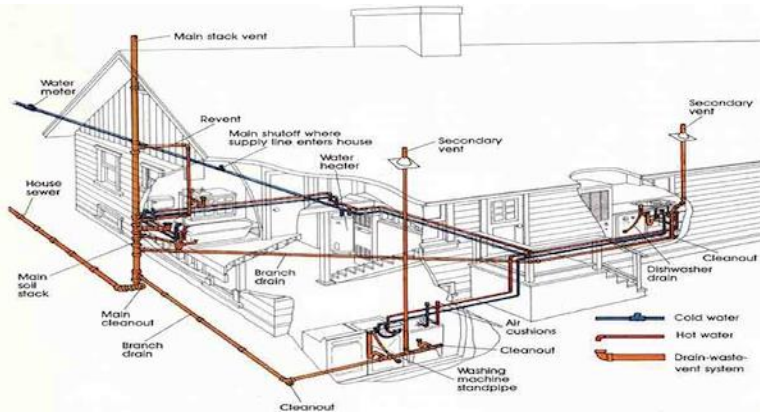 Main stack vent
Water
meter
Revent
Main shutoff where
supply line enters house
Water
heater
Secondary
vent
Secondary
vent
House
sewer
Main
soil
stack
Main
cleanout
Branch
drain
Branch
drain
Cleanout
Dishwasher
drain
Air
cushions
Cleanout
Washing
machine
standpipe
Cleanout
Cold water
Hot water
Drain-waste-
vent system